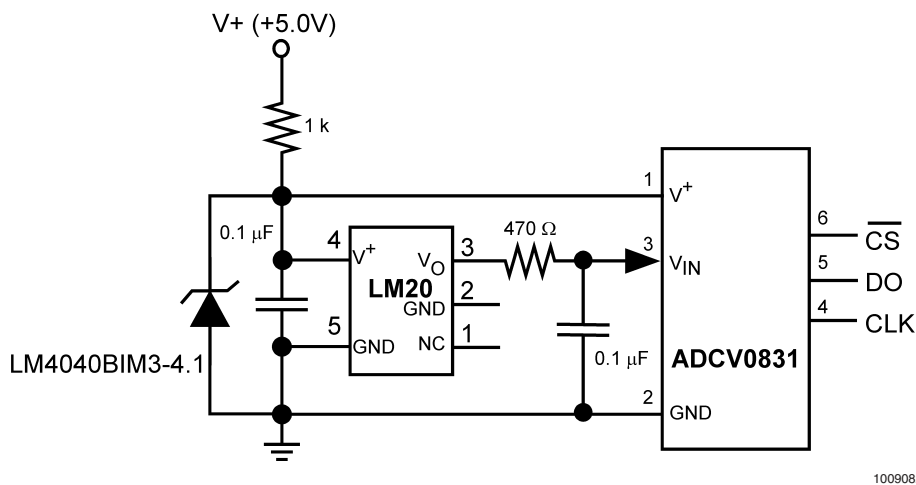 V+ (+5.0V)
1 k
0.1 μF
LM4040BIM3-4.1
4
V+
3
VO
LM20
2
GND
5
GND
1
NC
470 Ω
0.1 μF
1
V+
3
VIN
ADCV0831
2
GND
6
CS
5
DO
4
CLK
100908